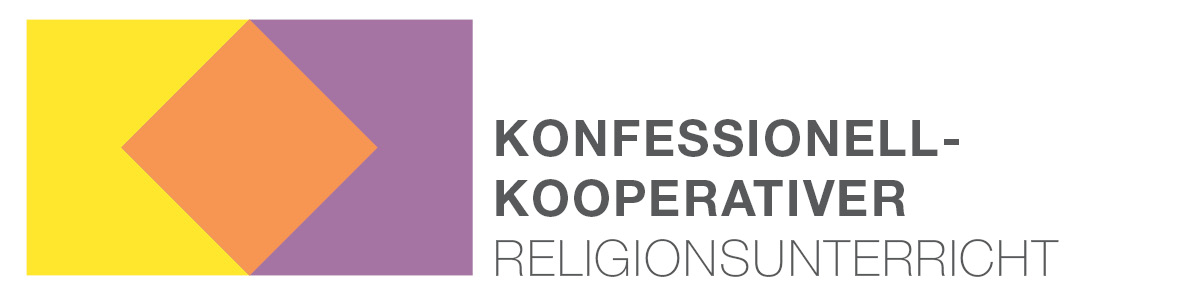 KONFESSIONELL-
KOOPERATIVER
RELIGIONSUNTERRICHT